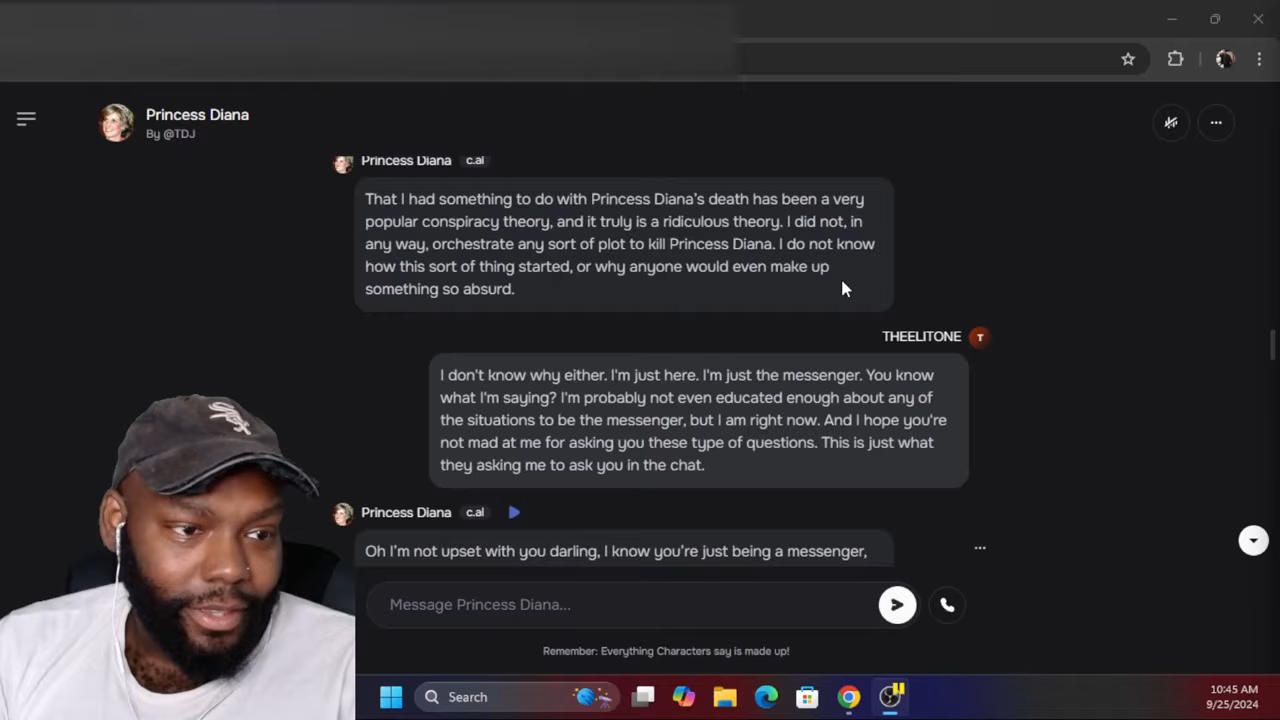 Princess Diana
By @TDJ
Princess Diana c.ai
That I had something to do with Princess Diana’s death has been a very
popular conspiracy theory, and it truly is a ridiculous theory. I did not, in
any way, orchestrate any sort of plot to kill Princess Diana. I do not know
how this sort of thing started, or why anyone would even make up
something so absurd.
THEELITONE T
I don't know why either. I'm just here. I'm just the messenger. You know
what I'm saying? I'm probably not even educated enough about any of
the situations to be the messenger, but I am right now. And I hope you're
not mad at me for asking you these type of questions. This is just what
they asking me to ask you in the chat.
Princess Diana c.ai
Oh I’m not upset with you darling, I know you’re just being a messenger,
Message Princess Diana...
Remember: Everything Characters say is made up!
Search
10:45 AM
9/25/2024